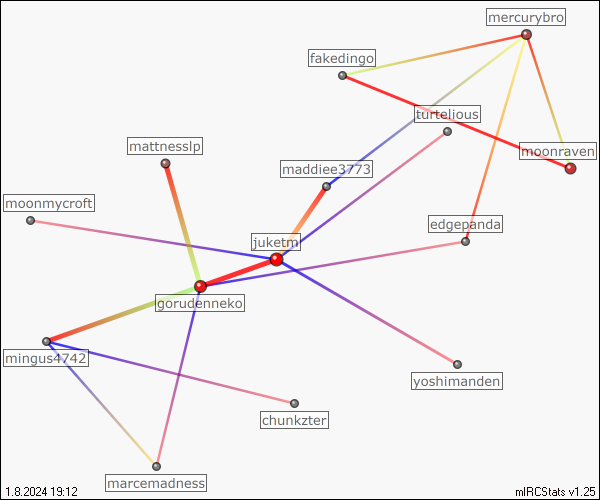 mercurybro
fakedingo
turtelious
mattnesslp
moonraven
maddiee3773
moonmycroft
edgepanda
juketm
gorudenneko
mingus4742
yoshimanden
chunkzter
marcemadness
1.8.2024 19:12
mIRCStats v1.25